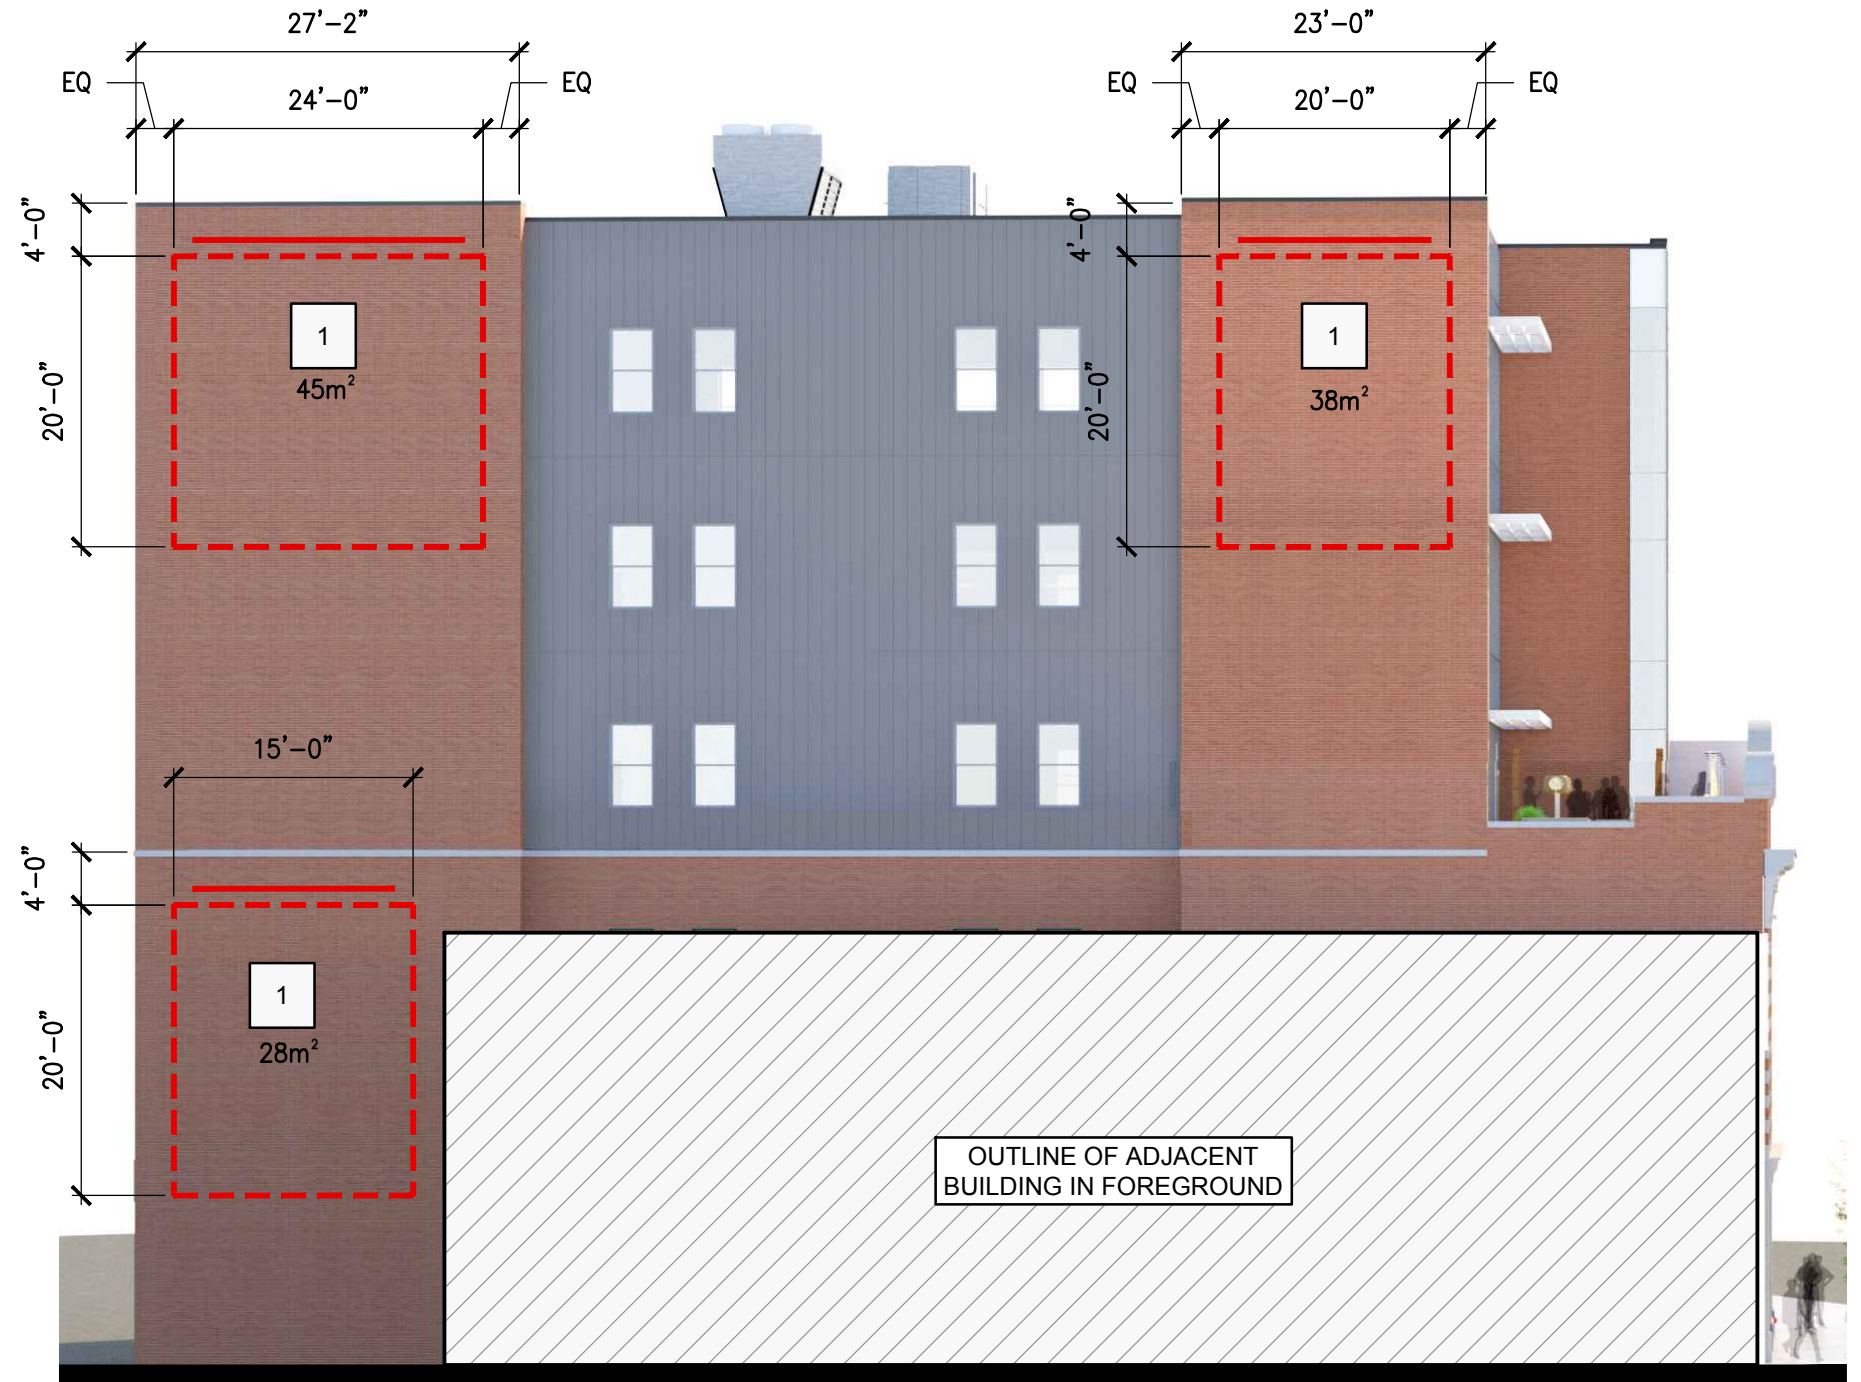 27’-2”
23’-0”
EQ
24’-0”
EQ
EQ
20’-0”
EQ
4’-0”
4’-0”
1
45m²
20’-0”
1
38m²
20’-0”
15’-0”
4’-0”
1
28m²
20’-0”
OUTLINE OF ADJACENT
BUILDING IN FOREGROUND